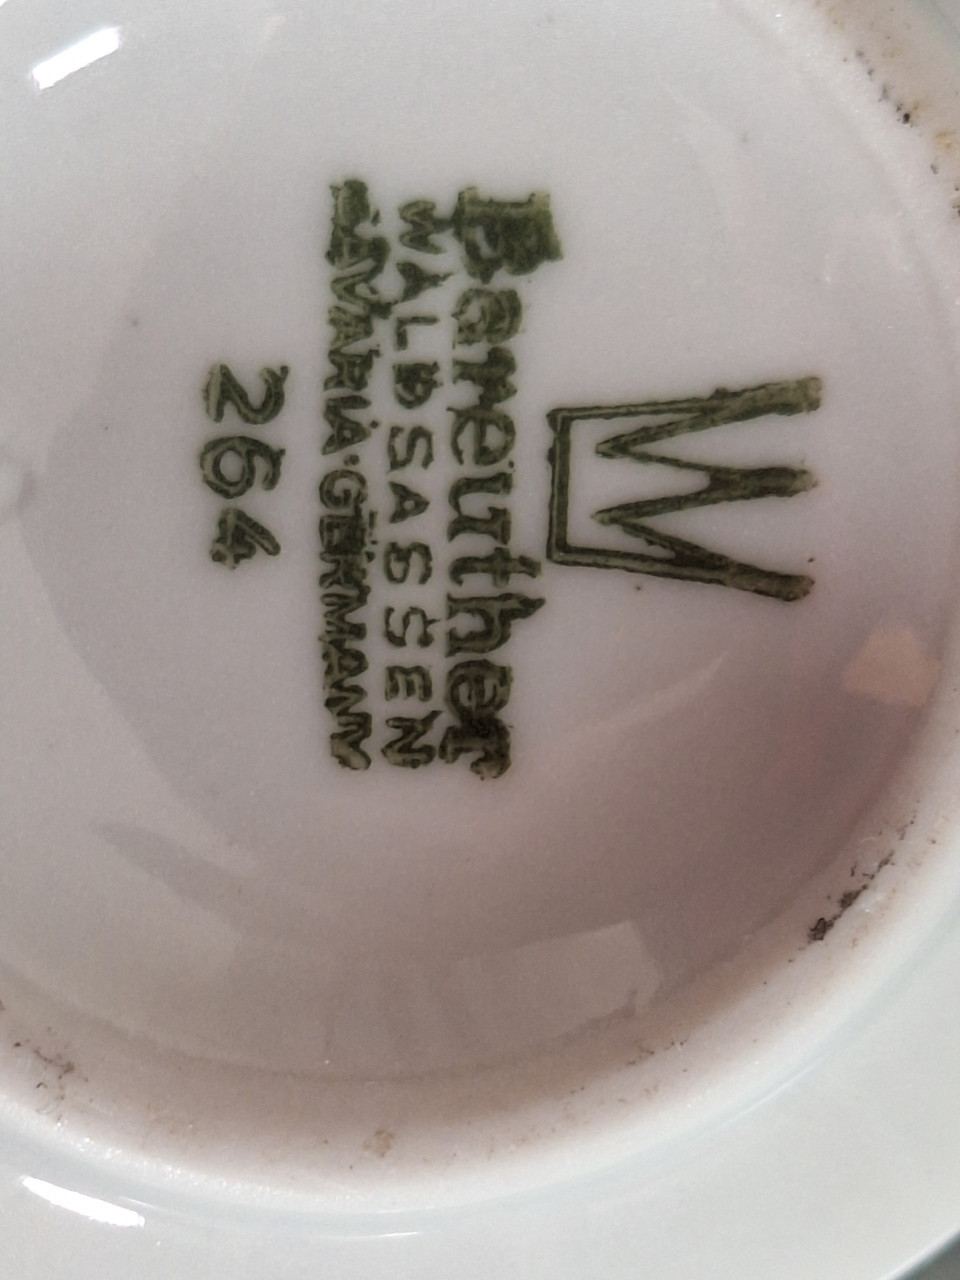 W
Bareuther
WALDSASSEN
BAVARIA·GERMANY
264